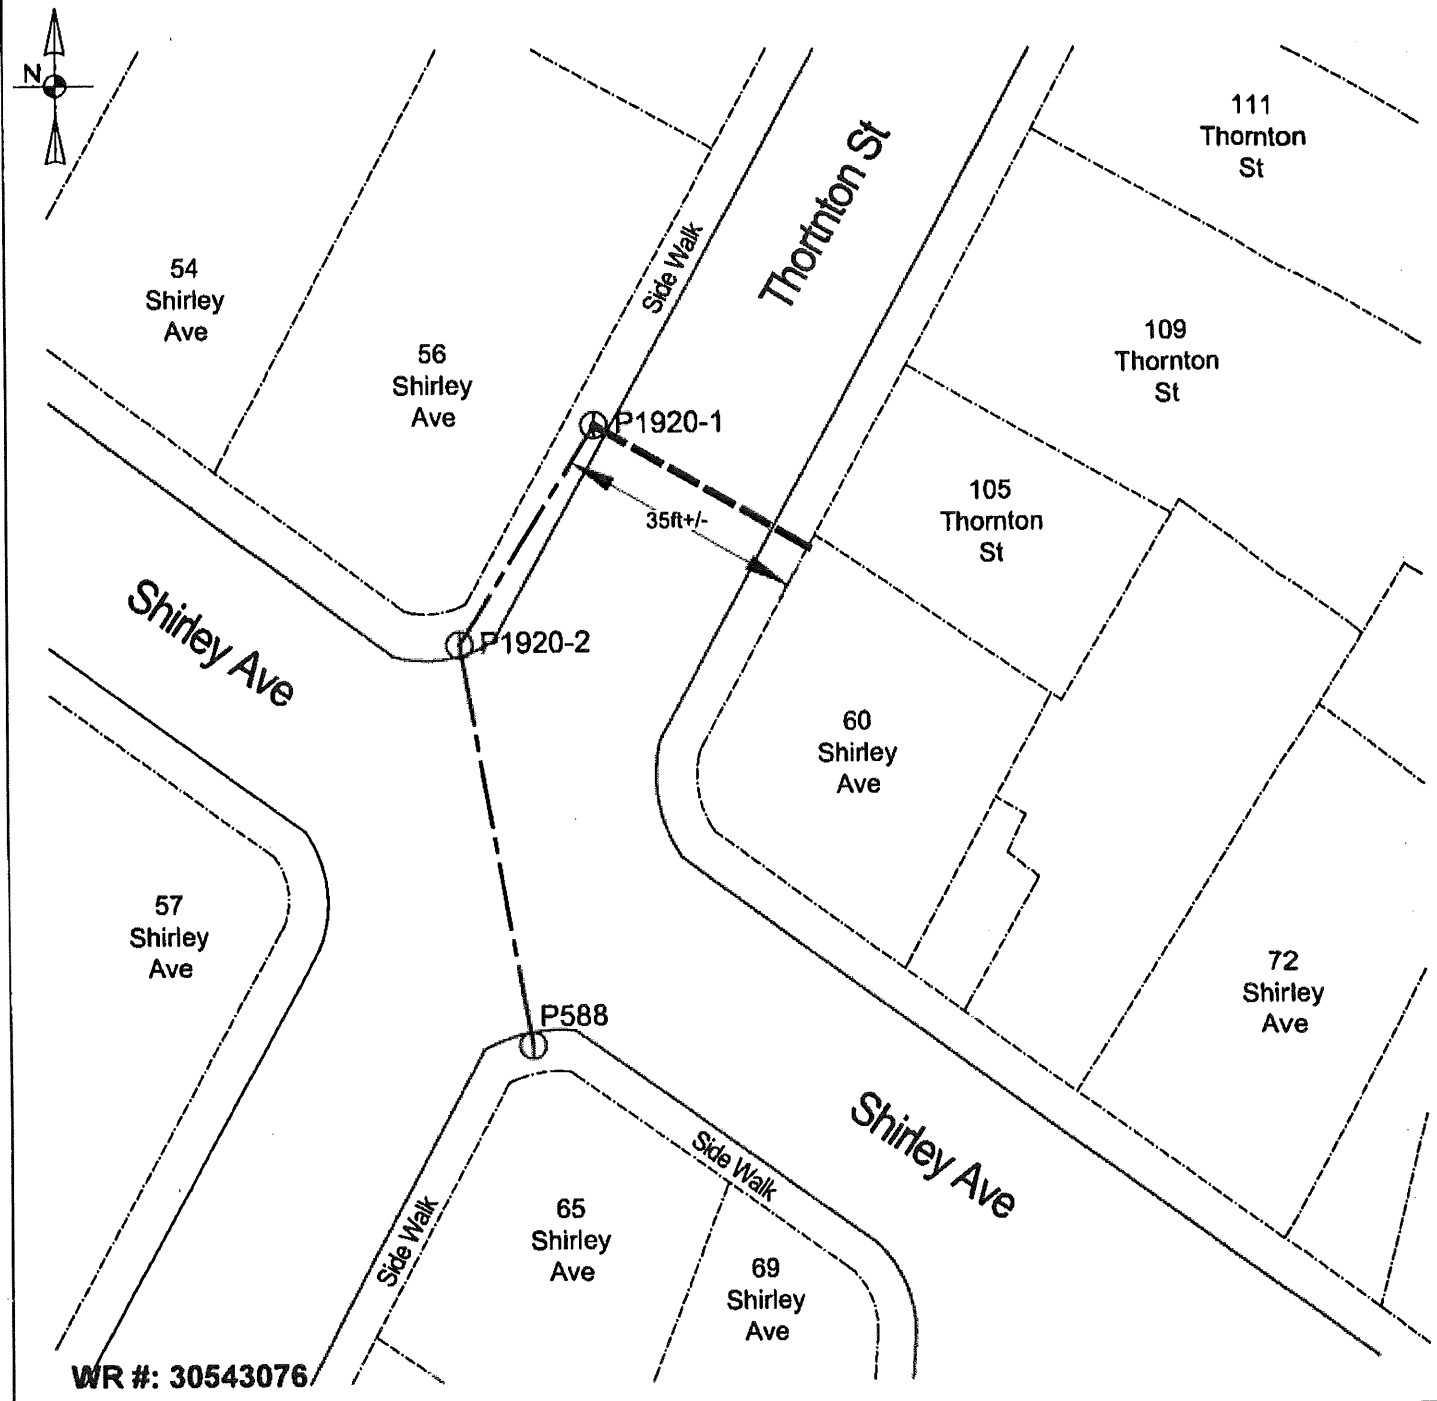 N
111
Thornton
St
Thortnton St
Side Walk
54
Shirley
Ave
109
Thornton
St
56
Shirley
Ave
P1920-1
105
Thornton
St
35ft+/-
P1920-2
Shirley Ave
60
Shirley
Ave
57
Shirley
Ave
72
Shirley
Ave
P588
Shirley Ave
Side Walk
65
Shirley
Ave
Side Walk
69
Shirley
Ave
WR #: 30543076